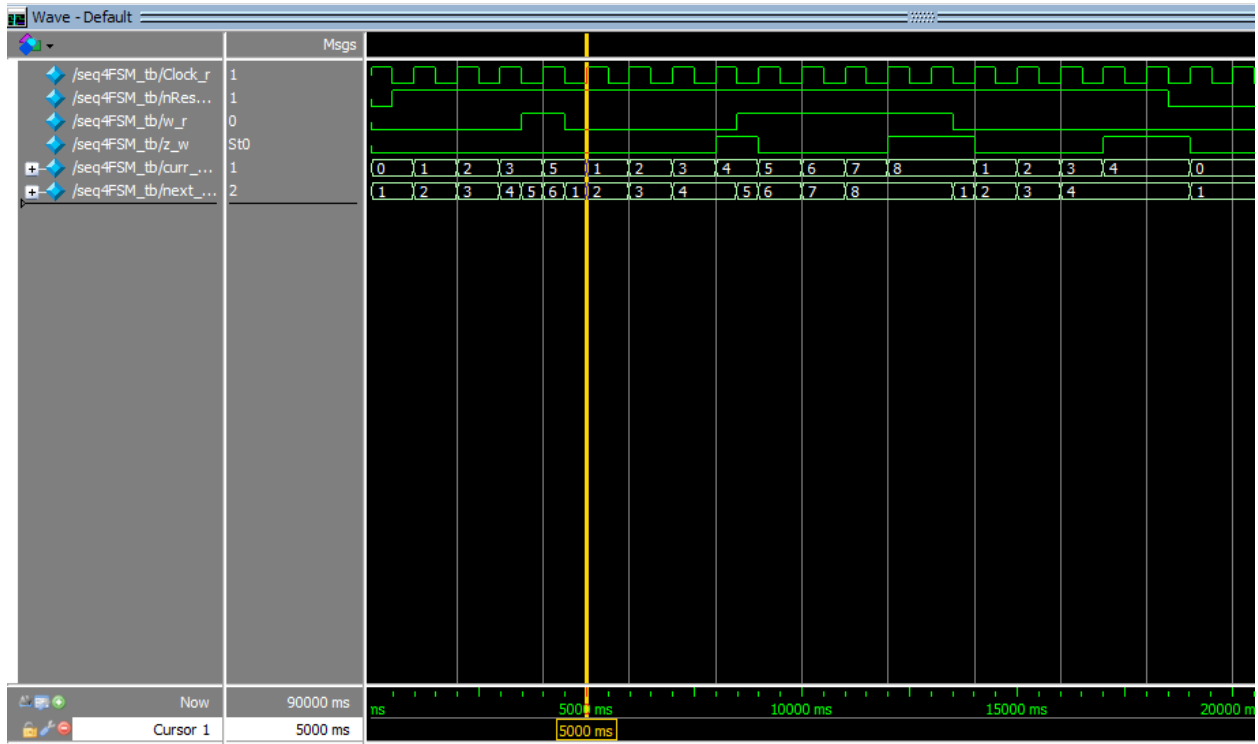 Wave - Default
Msgs
/seq4FSM_tb/Clock_r 1
/seq4FSM_tb/nRes... 1
/seq4FSM_tb/w_r 0
/seq4FSM_tb/z_w St0
/seq4FSM_tb/curr_... 1 0 1 2 3 5 1 2 3 4 5 6 7 8 1 2 3 4 0
/seq4FSM_tb/next_... 2 1 2 3 4 5 6 1 2 3 4 5 6 7 8 1 2 3 4 1
Now 90000 ms ms 5000 ms 10000 ms 15000 ms 20000 m
Cursor 1 5000 ms 5000 ms